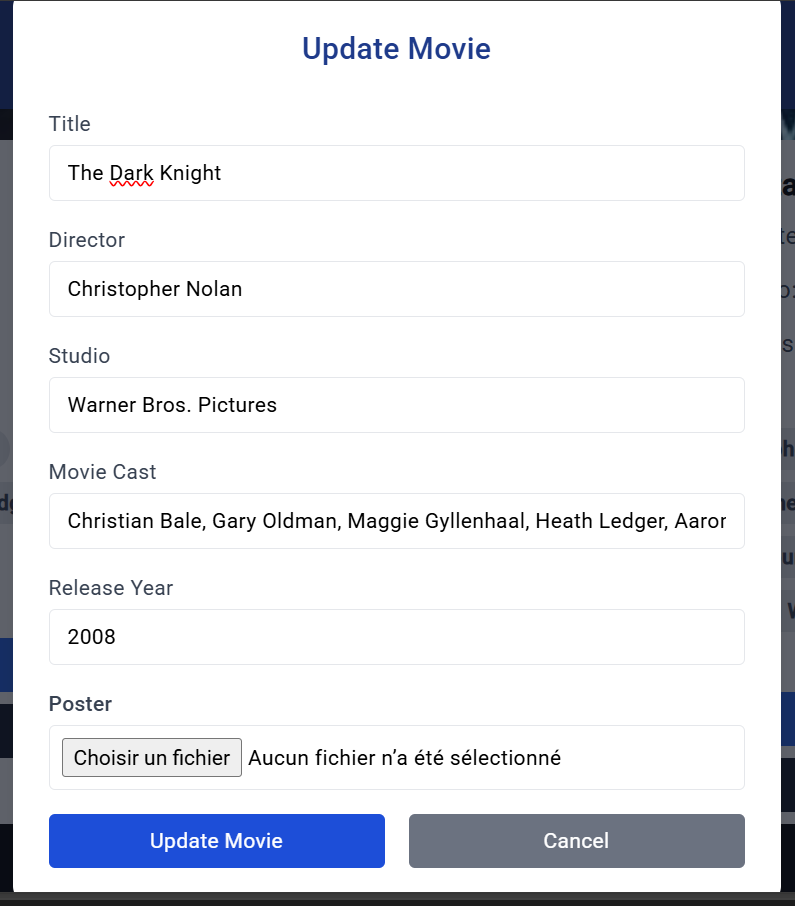 Update Movie
Title
The Dark Knight
Director
Christopher Nolan
Studio
Warner Bros. Pictures
Movie Cast
Christian Bale, Gary Oldman, Maggie Gyllenhaal, Heath Ledger,
Release Year
2008
Poster
Choisir un fichier Aucun fichier n’a été sélectionné
Update Movie Cancel